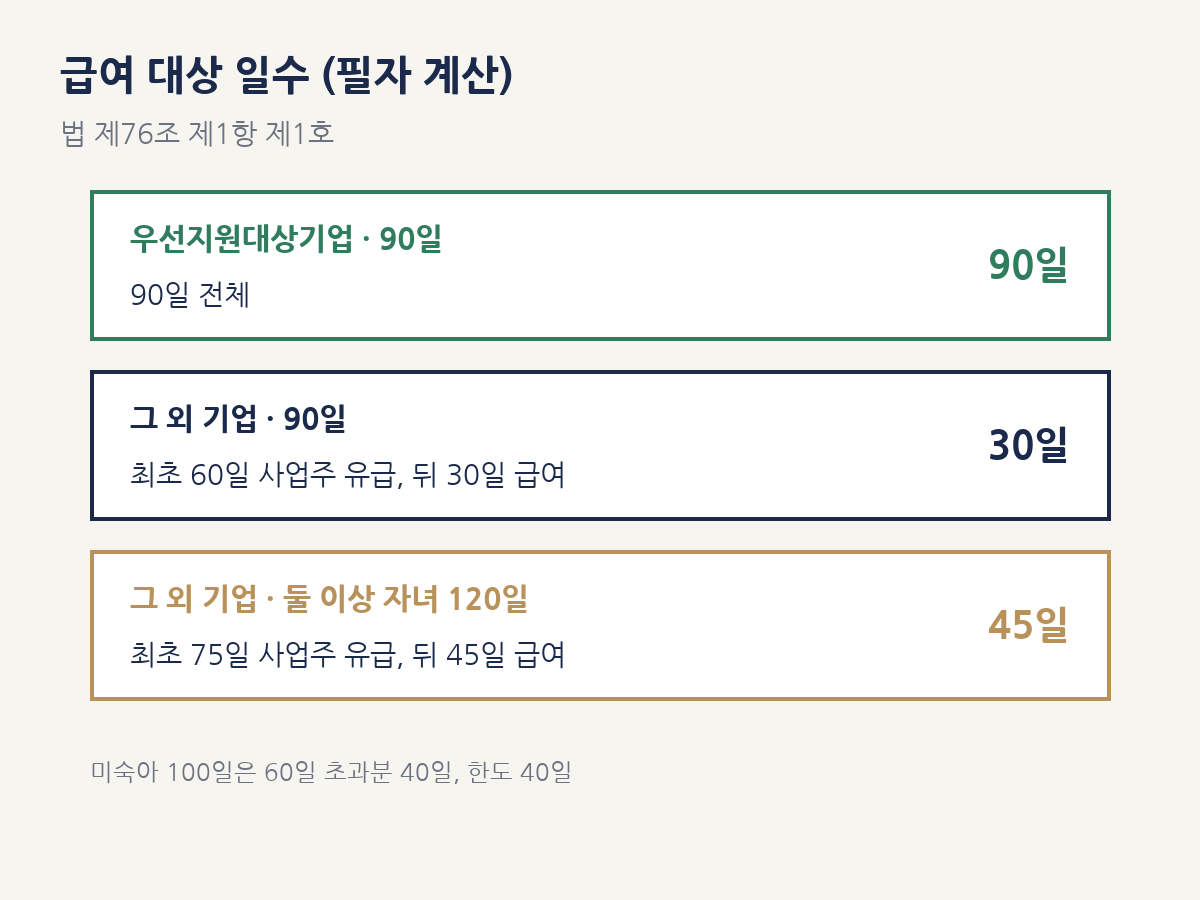 급여 대상 일수 (필자 계산)
법 제76조 제1항 제1호
우선지원대상기업 · 90일
90일 전체
90일
그 외 기업 · 90일
최초 60일 사업주 유급, 뒤 30일 급여
30일
그 외 기업 · 둘 이상 자녀 120일
최초 75일 사업주 유급, 뒤 45일 급여
45일
미숙아 100일은 60일 초과분 40일, 한도 40일